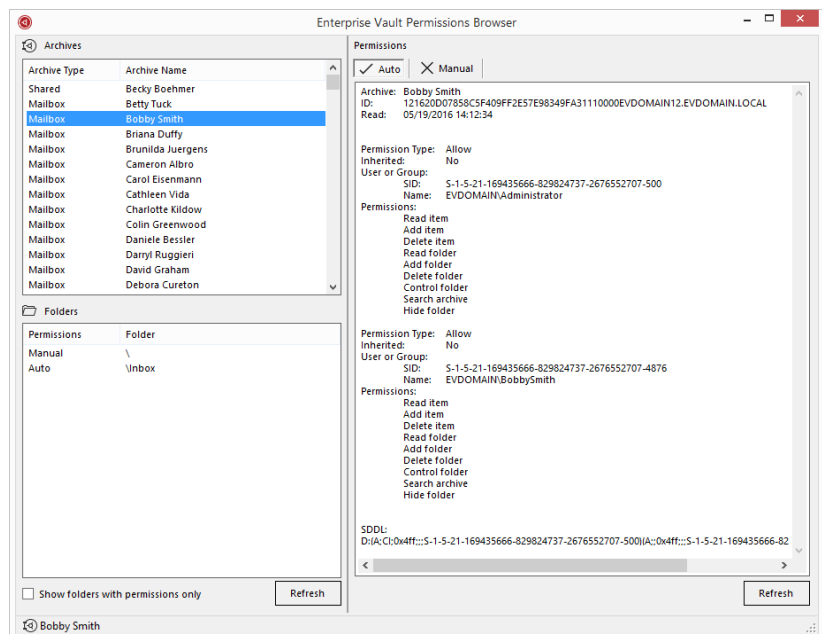 Enterprise Vault Permissions Browser
Archives
Archive Type Archive Name
Shared Becky Boehmer
Mailbox Betty Tuck
Mailbox Bobby Smith
Mailbox Briana Duffy
Mailbox Brunilda Juergens
Mailbox Cameron Albro
Mailbox Carol Eisenmann
Mailbox Cathleen Vida
Mailbox Charlotte Kildow
Mailbox Colin Greenwood
Mailbox Daniele Bessler
Mailbox Darryl Ruggieri
Mailbox David Graham
Mailbox Debora Cureton
Folders
Permissions Folder
Manual \
Auto \Inbox
Show folders with permissions only
Refresh
Permissions
Auto Manual
Archive: Bobby Smith
ID: 121620D07858C5F409FF2E57E98349FA31110000EVDOMAIN12.EVDOMAIN.LOCAL
Read: 05/19/2016 14:12:34
Permission Type: Allow
Inherited: No
User or Group:
SID: S-1-5-21-169435666-829824737-2676552707-500
Name: EVDOMAIN\Administrator
Permissions:
Read item
Add item
Delete item
Read folder
Add folder
Delete folder
Control folder
Search archive
Hide folder
Permission Type: Allow
Inherited: No
User or Group:
SID: S-1-5-21-169435666-829824737-2676552707-4876
Name: EVDOMAIN\BobbySmith
Permissions:
Read item
Add item
Delete item
Read folder
Add folder
Delete folder
Control folder
Search archive
Hide folder
SDDL:
D:(A;CI;0x4ff;;;S-1-5-21-169435666-829824737-2676552707-500)(A;;0x4ff;;;S-1-5-21-169435666-82
Refresh
Bobby Smith